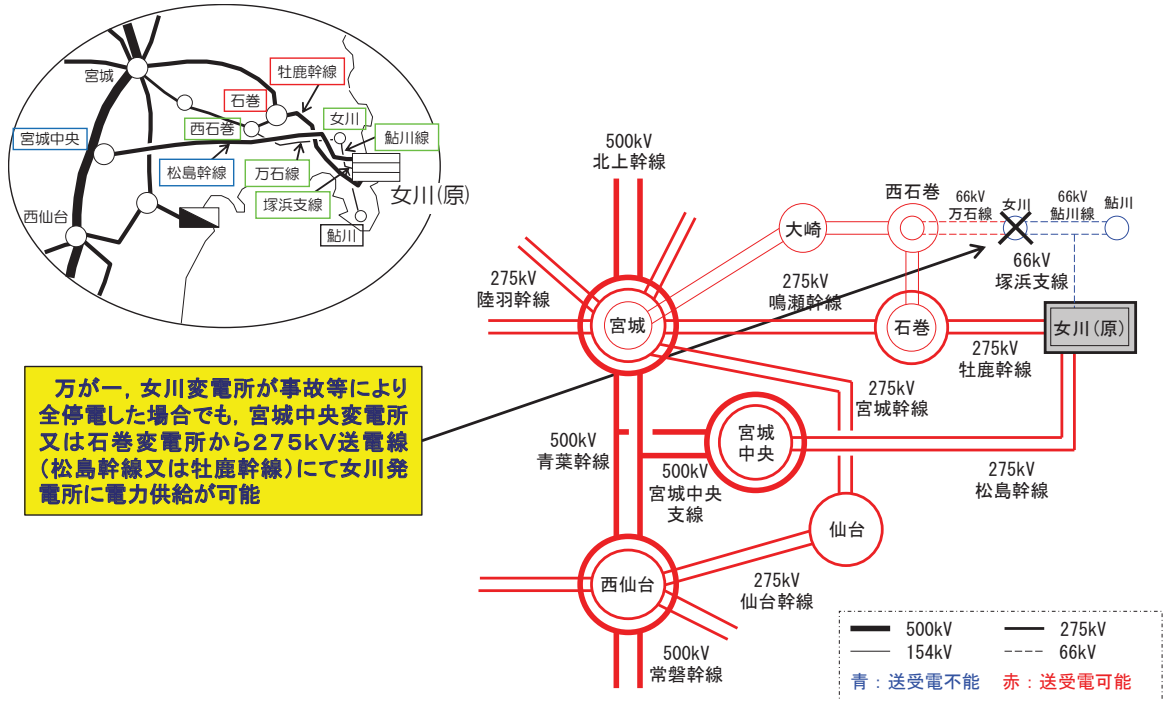 宮城
牡鹿幹線
石巻
女川
西石巻
鮎川線
宮城中央
松島幹線
万石線
塚浜支線
女川(原)
西仙台
鮎川
万が一，女川変電所が事故等により
全停電した場合でも，宮城中央変電所
又は石巻変電所から275kV送電線
(松島幹線又は牡鹿幹線)にて女川発
電所に電力供給が可能
500kV
北上幹線
西石巻
66kV
万石線
女川
66kV
鮎川線
鮎川
大崎
66kV
塚浜支線
275kV
陸羽幹線
275kV
鳴瀬幹線
宮城
石巻
女川(原)
275kV
牡鹿幹線
275kV
宮城幹線
500kV
青葉幹線
宮城
中央
500kV
宮城中央
支線
275kV
松島幹線
仙台
西仙台
275kV
仙台幹線
500kV
常磐幹線
500kV
275kV
154kV
66kV
青：送受電不能
赤：送受電可能